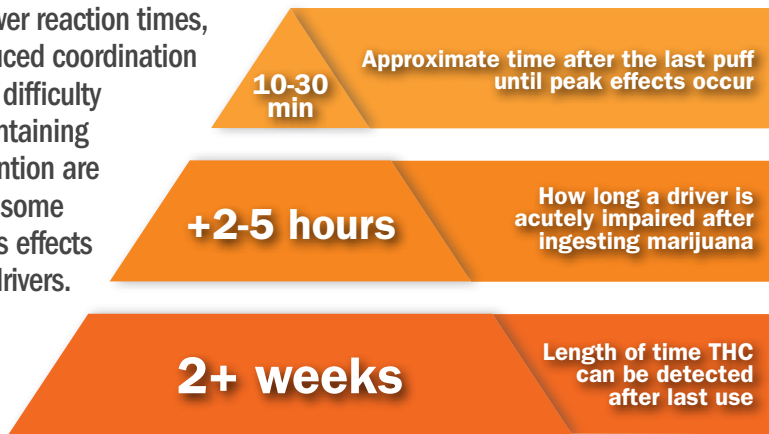 wer reaction times,
uced coordination
difficulty
ntaining
ntion are
some
s effects
drivers.
10-30
min
Approximate time after the last puff
until peak effects occur
+2-5 hours
How long a driver is
acutely impaired after
ingesting marijuana
2+ weeks
Length of time THC
can be detected
after last use